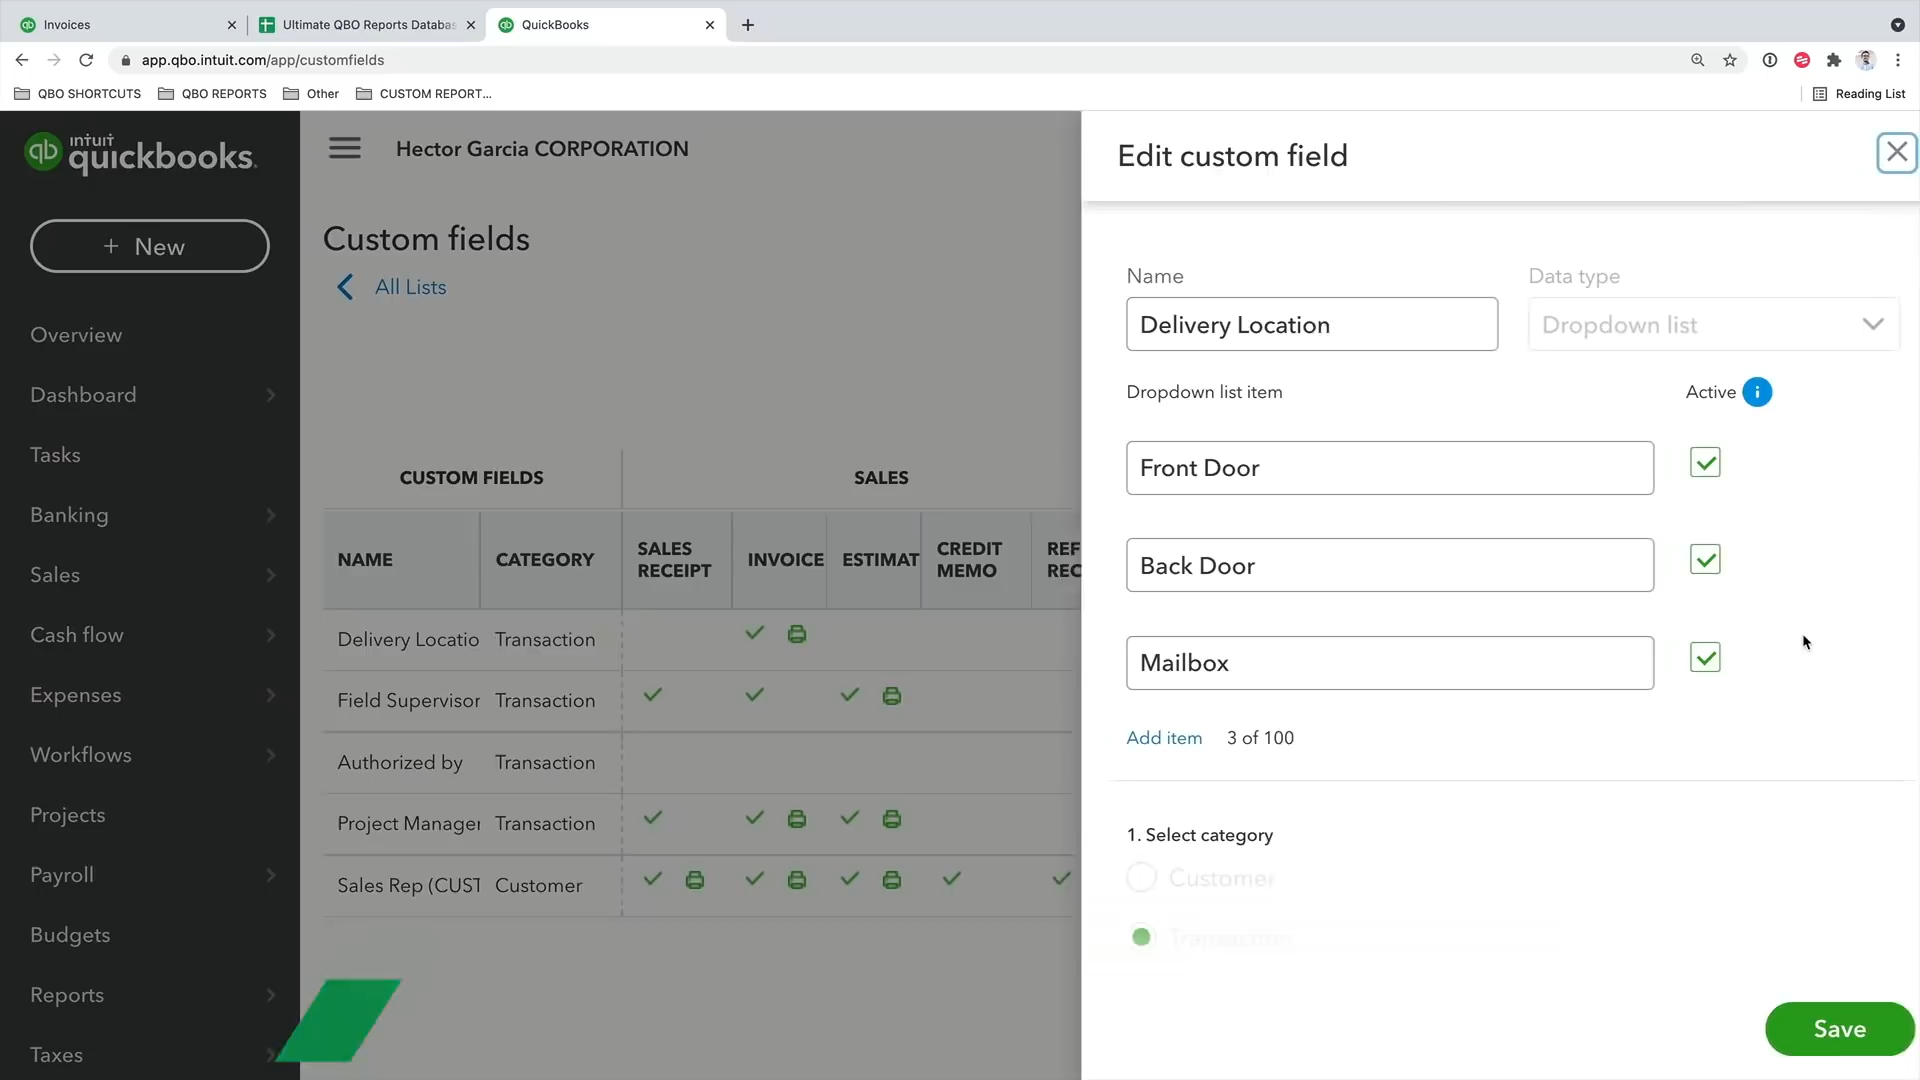 Invoices
Ultimate QBO Reports Databas
QuickBooks
app.qbo.intuit.com/app/customfields
QBO SHORTCUTS
QBO REPORTS
Other
CUSTOM REPORT...
Reading List
intuit
quickbooks.
+ New
Overview
Dashboard
Tasks
Banking
Sales
Cash flow
Expenses
Workflows
Projects
Payroll
Budgets
Reports
Taxes
Hector Garcia CORPORATION
Custom fields
All Lists
CUSTOM FIELDS
SALES
NAME
CATEGORY
SALES
RECEIPT
INVOICE
ESTIMAT
CREDIT
MEMO
REF
REC
Delivery Locatio
Transaction
Field Supervisor
Transaction
Authorized by
Transaction
Project Manager
Transaction
Sales Rep (CUST
Customer
Edit custom field
Name
Data type
Delivery Location
Dropdown list
Dropdown list item
Active
Front Door
Back Door
Mailbox
Add item 3 of 100
1. Select category
Customer
Transaction
Save